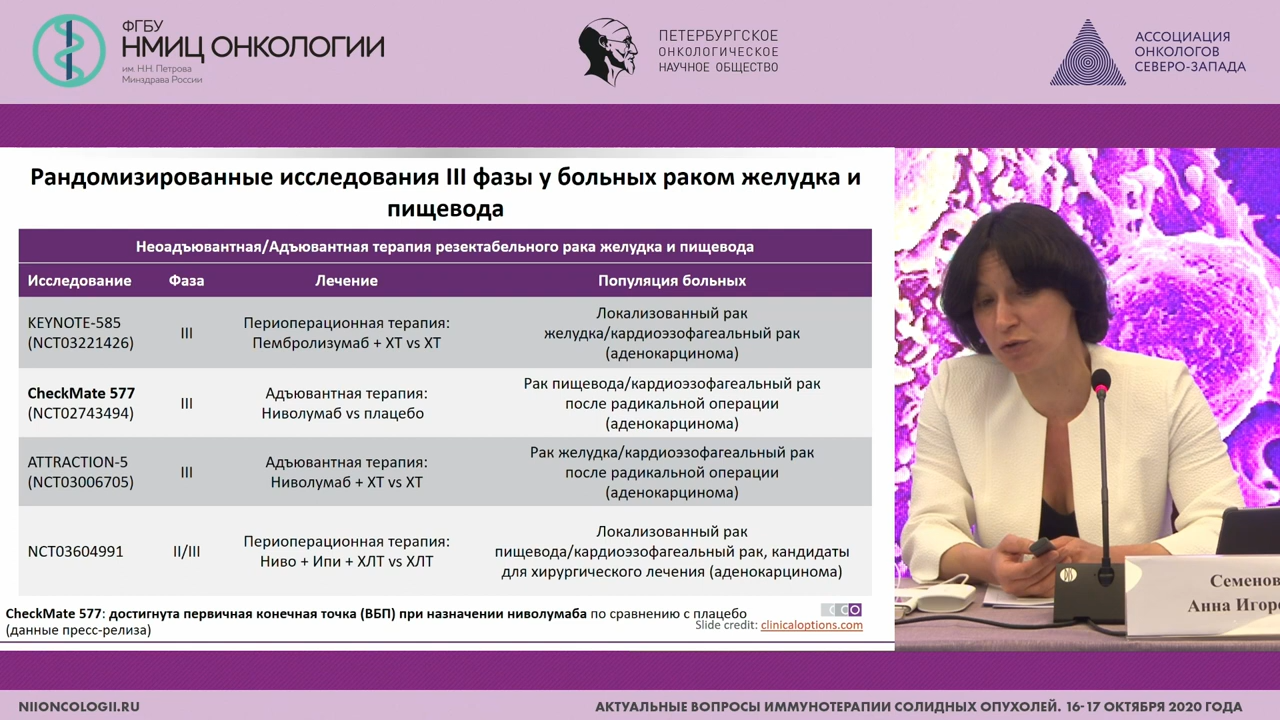 ФГБУ
НМИЦ ОНКОЛОГИИ
им. Н.Н. Петрова
Минздрава России
ПЕТЕРБУРГСКОЕ
ОНКОЛОГИЧЕСКОЕ
НАУЧНОЕ ОБЩЕСТВО
АССОЦИАЦИЯ
ОНКОЛОГОВ
СЕВЕРО-ЗАПАДА
Рандомизированные исследования III фазы у больных раком желудка и
пищевода
Неоадъювантная/Адъювантная терапия резектабельного рака желудка и пищевода
Исследование Фаза Лечение Популяция больных
KEYNOTE-585
(NCT03221426)
III
Периоперационная терапия:
Пембролизумаб + ХТ vs ХТ
Локализованный рак
желудка/кардиоэзофагеальный рак
(аденокарцинома)
CheckMate 577
(NCT02743494)
III
Адъювантная терапия:
Ниволумаб vs плацебо
Рак пищевода/кардиоэзофагеальный рак
после радикальной операции
(аденокарцинома)
ATTRACTION-5
(NCT03006705)
III
Адъювантная терапия:
Ниволумаб + ХТ vs ХТ
Рак желудка/кардиоэзофагеальный рак
после радикальной операции
(аденокарцинома)
NCT03604991
II/III
Периоперационная терапия:
Ниво + Ипи + ХЛТ vs ХЛТ
Локализованный рак
пищевода/кардиоэзофагеальный рак, кандидаты
для хирургического лечения (аденокарцинома)
CheckMate 577: достигнута первичная конечная точка (ВБП) при назначении ниволумаба по сравнению с плацебо
(данные пресс-релиза)
CCO
Slide credit: clinicaloptions.com
Семенов
Анна Игоре
NIIONCOLOGII.RU
АКТУАЛЬНЫЕ ВОПРОСЫ ИММУНОТЕРАПИИ СОЛИДНЫХ ОПУХОЛЕЙ. 16-17 ОКТЯБРЯ 2020 ГОДА